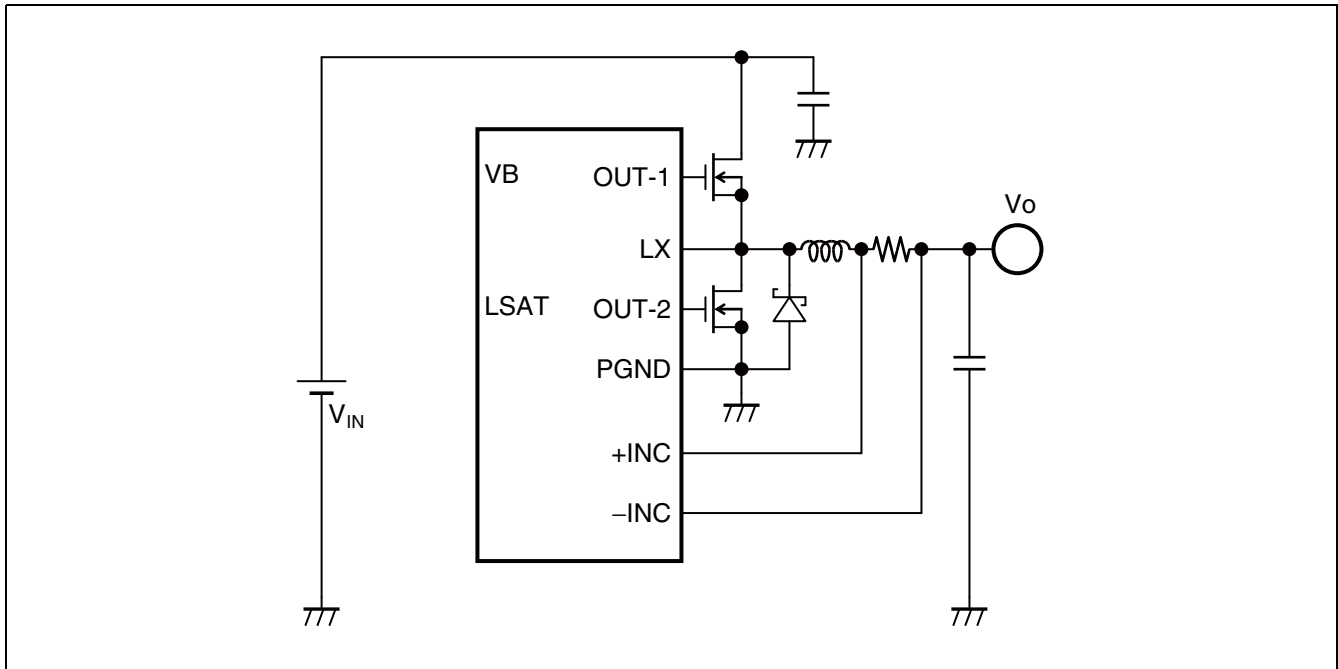 VB
OUT-1
LX
Vo
LSAT
OUT-2
PGND
VIN
+INC
−INC